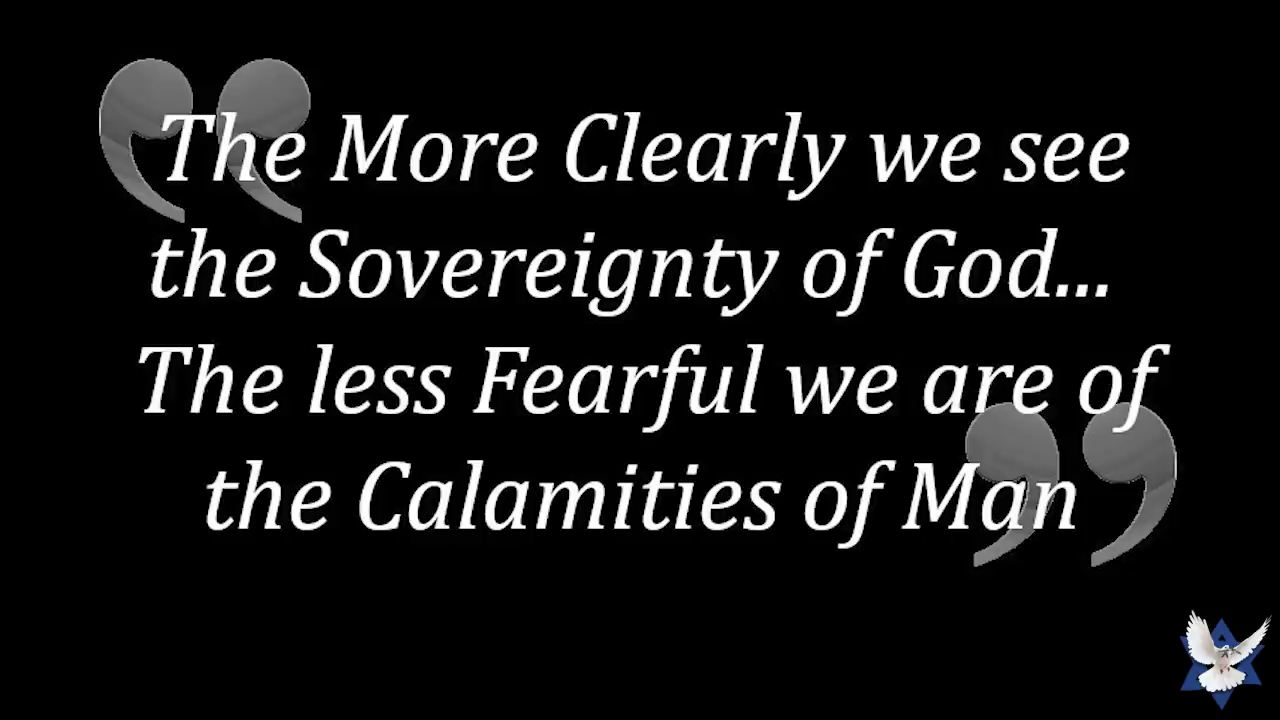 The More Clearly we see
the Sovereignty of God...
The less Fearful we are of
the Calamities of Man